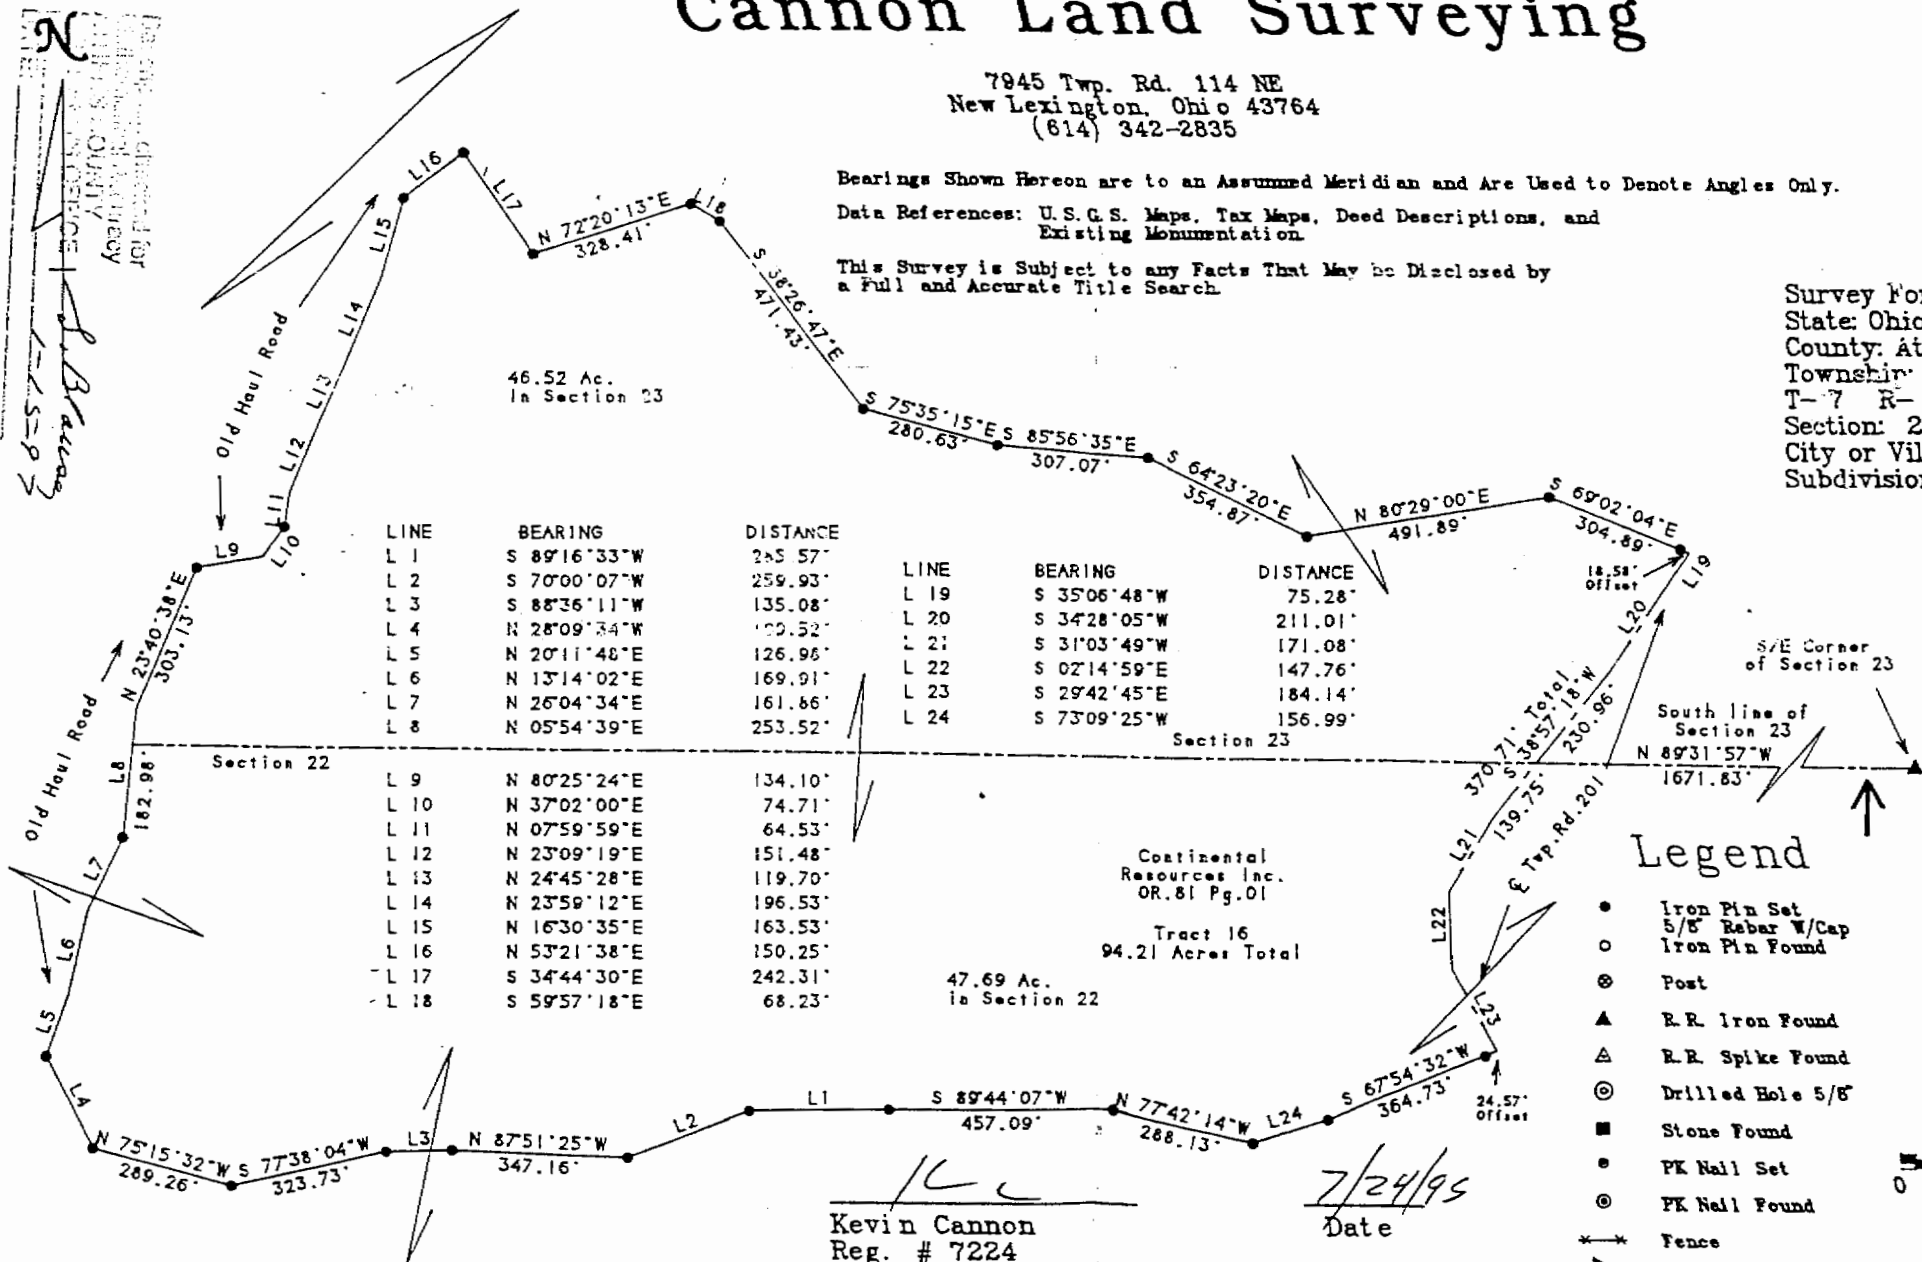 Cannon Land Surveying
7945 Twp. Rd. 114 NE
New Lexington, Ohio 43764
(614) 342-2835
Bearings Shown Hereon are to an Assumed Meridian and Are Used to Denote Angles Only.
Data References: U.S.G.S. Maps, Tax Maps, Deed Descriptions, and
Existing Monumentation
This Survey is Subject to any Facts That May be Disclosed by
a Full and Accurate Title Search
N
COUNTY
1-15-93
Survey For
State: Ohio
County: At
Township:
T- 7 R-
Section: 2
City or Vil
Subdivision
L16
L17
N 72°20'13"E
328.41'
L18
S 38°26'47"E
471.43'
L15
L14
L13
L12
L11
L10
L9
Old Haul Road
46.52 Ac.
In Section 23
S 75°35'15"E
280.63'
S 85°56'35"E
307.07'
S 64°23'20"E
354.87'
N 80°29'00"E
491.89'
S 69°02'04"E
304.89'
18.58'
Offset
L19
L20
N 23°40'38"E
303.13'
Old Haul Road
LINE BEARING DISTANCE
L 1 S 89°16'33"W
L 2 S 70°00'07"W 259.93'
L 3 S 88°36'11"W 135.08'
L 4 N 28°09'34"W
L 5 N 20°11'48"E 126.96'
L 6 N 13°14'02"E 169.91'
L 7 N 26°04'34"E 161.86'
L 8 N 05°54'39"E 253.52'
LINE BEARING DISTANCE
L 19 S 35°06'48"W 75.28'
L 20 S 34°28'05"W 211.01'
L 21 S 31°03'49"W 171.08'
L 22 S 02°14'59"E 147.76'
L 23 S 29°42'45"E 184.14'
L 24 S 73°09'25"W 156.99'
S/E Corner
of Section 23
South line of
Section 23
N 89°31'57"W
1671.83'
Section 23
Section 22
370.71' Total
S 38°57'18"W
230.96'
139.75'
₵ Twp.Rd.201
L8
182.98'
L7
L6
L5
L4
L 9 N 80°25'24"E 134.10'
L 10 N 37°02'00"E 74.71'
L 11 N 07°59'59"E 64.53'
L 12 N 23°09'19"E 151.48'
L 13 N 24°45'28"E 119.70'
L 14 N 23°59'12"E 196.53'
L 15 N 16°30'35"E 163.53'
L 16 N 53°21'38"E 150.25'
L 17 S 34°44'30"E 242.31'
L 18 S 59°57'18"E 68.23'
Continental
Resources Inc.
OR.81 Pg.01
Tract 16
94.21 Acres Total
47.69 Ac.
in Section 22
L21
L22
L23
Legend
Iron Pin Set
5/8" Rebar W/Cap
Iron Pin Found
Post
R.R. Iron Found
R.R. Spike Found
Drilled Hole 5/8"
Stone Found
PK Nail Set
PK Nail Found
Fence
N 75°15'32"W
289.26'
S 77°38'04"W
323.73'
L3
N 87°51'25"W
347.16'
L2
L1
S 89°44'07"W
457.09'
N 77°42'14"W
288.13'
L24
S 67°54'32"W
364.73'
24.57'
Offset
Kevin Cannon
Reg. # 7224
7/24/95
Date
0